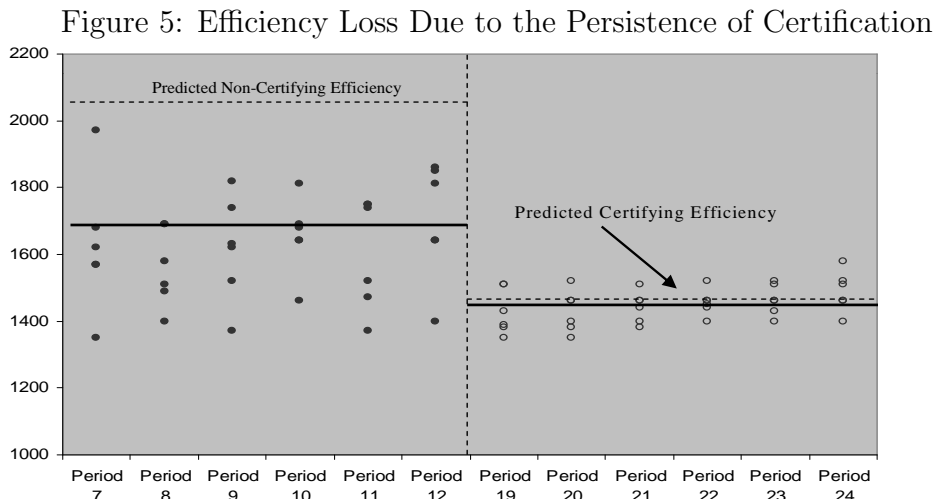 Figure 5: Efficiency Loss Due to the Persistence of Certification
2200
Predicted Non-Certifying Efficiency
2000
1800
Predicted Certifying Efficiency
1600
1400
1200
1000
Period Period Period Period Period Period Period Period Period Period Period Period
7 8 9 10 11 12 19 20 21 22 23 24